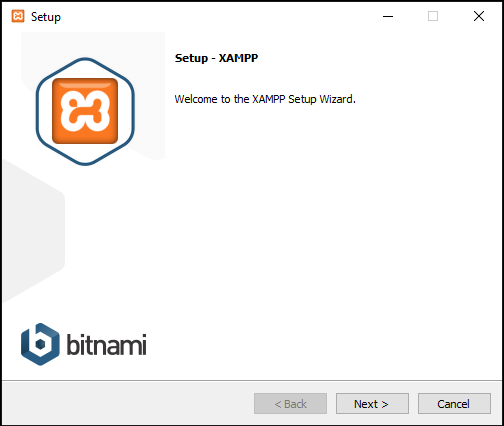 Setup
Setup - XAMPP
Welcome to the XAMPP Setup Wizard.
bitnami
< Back
Next >
Cancel